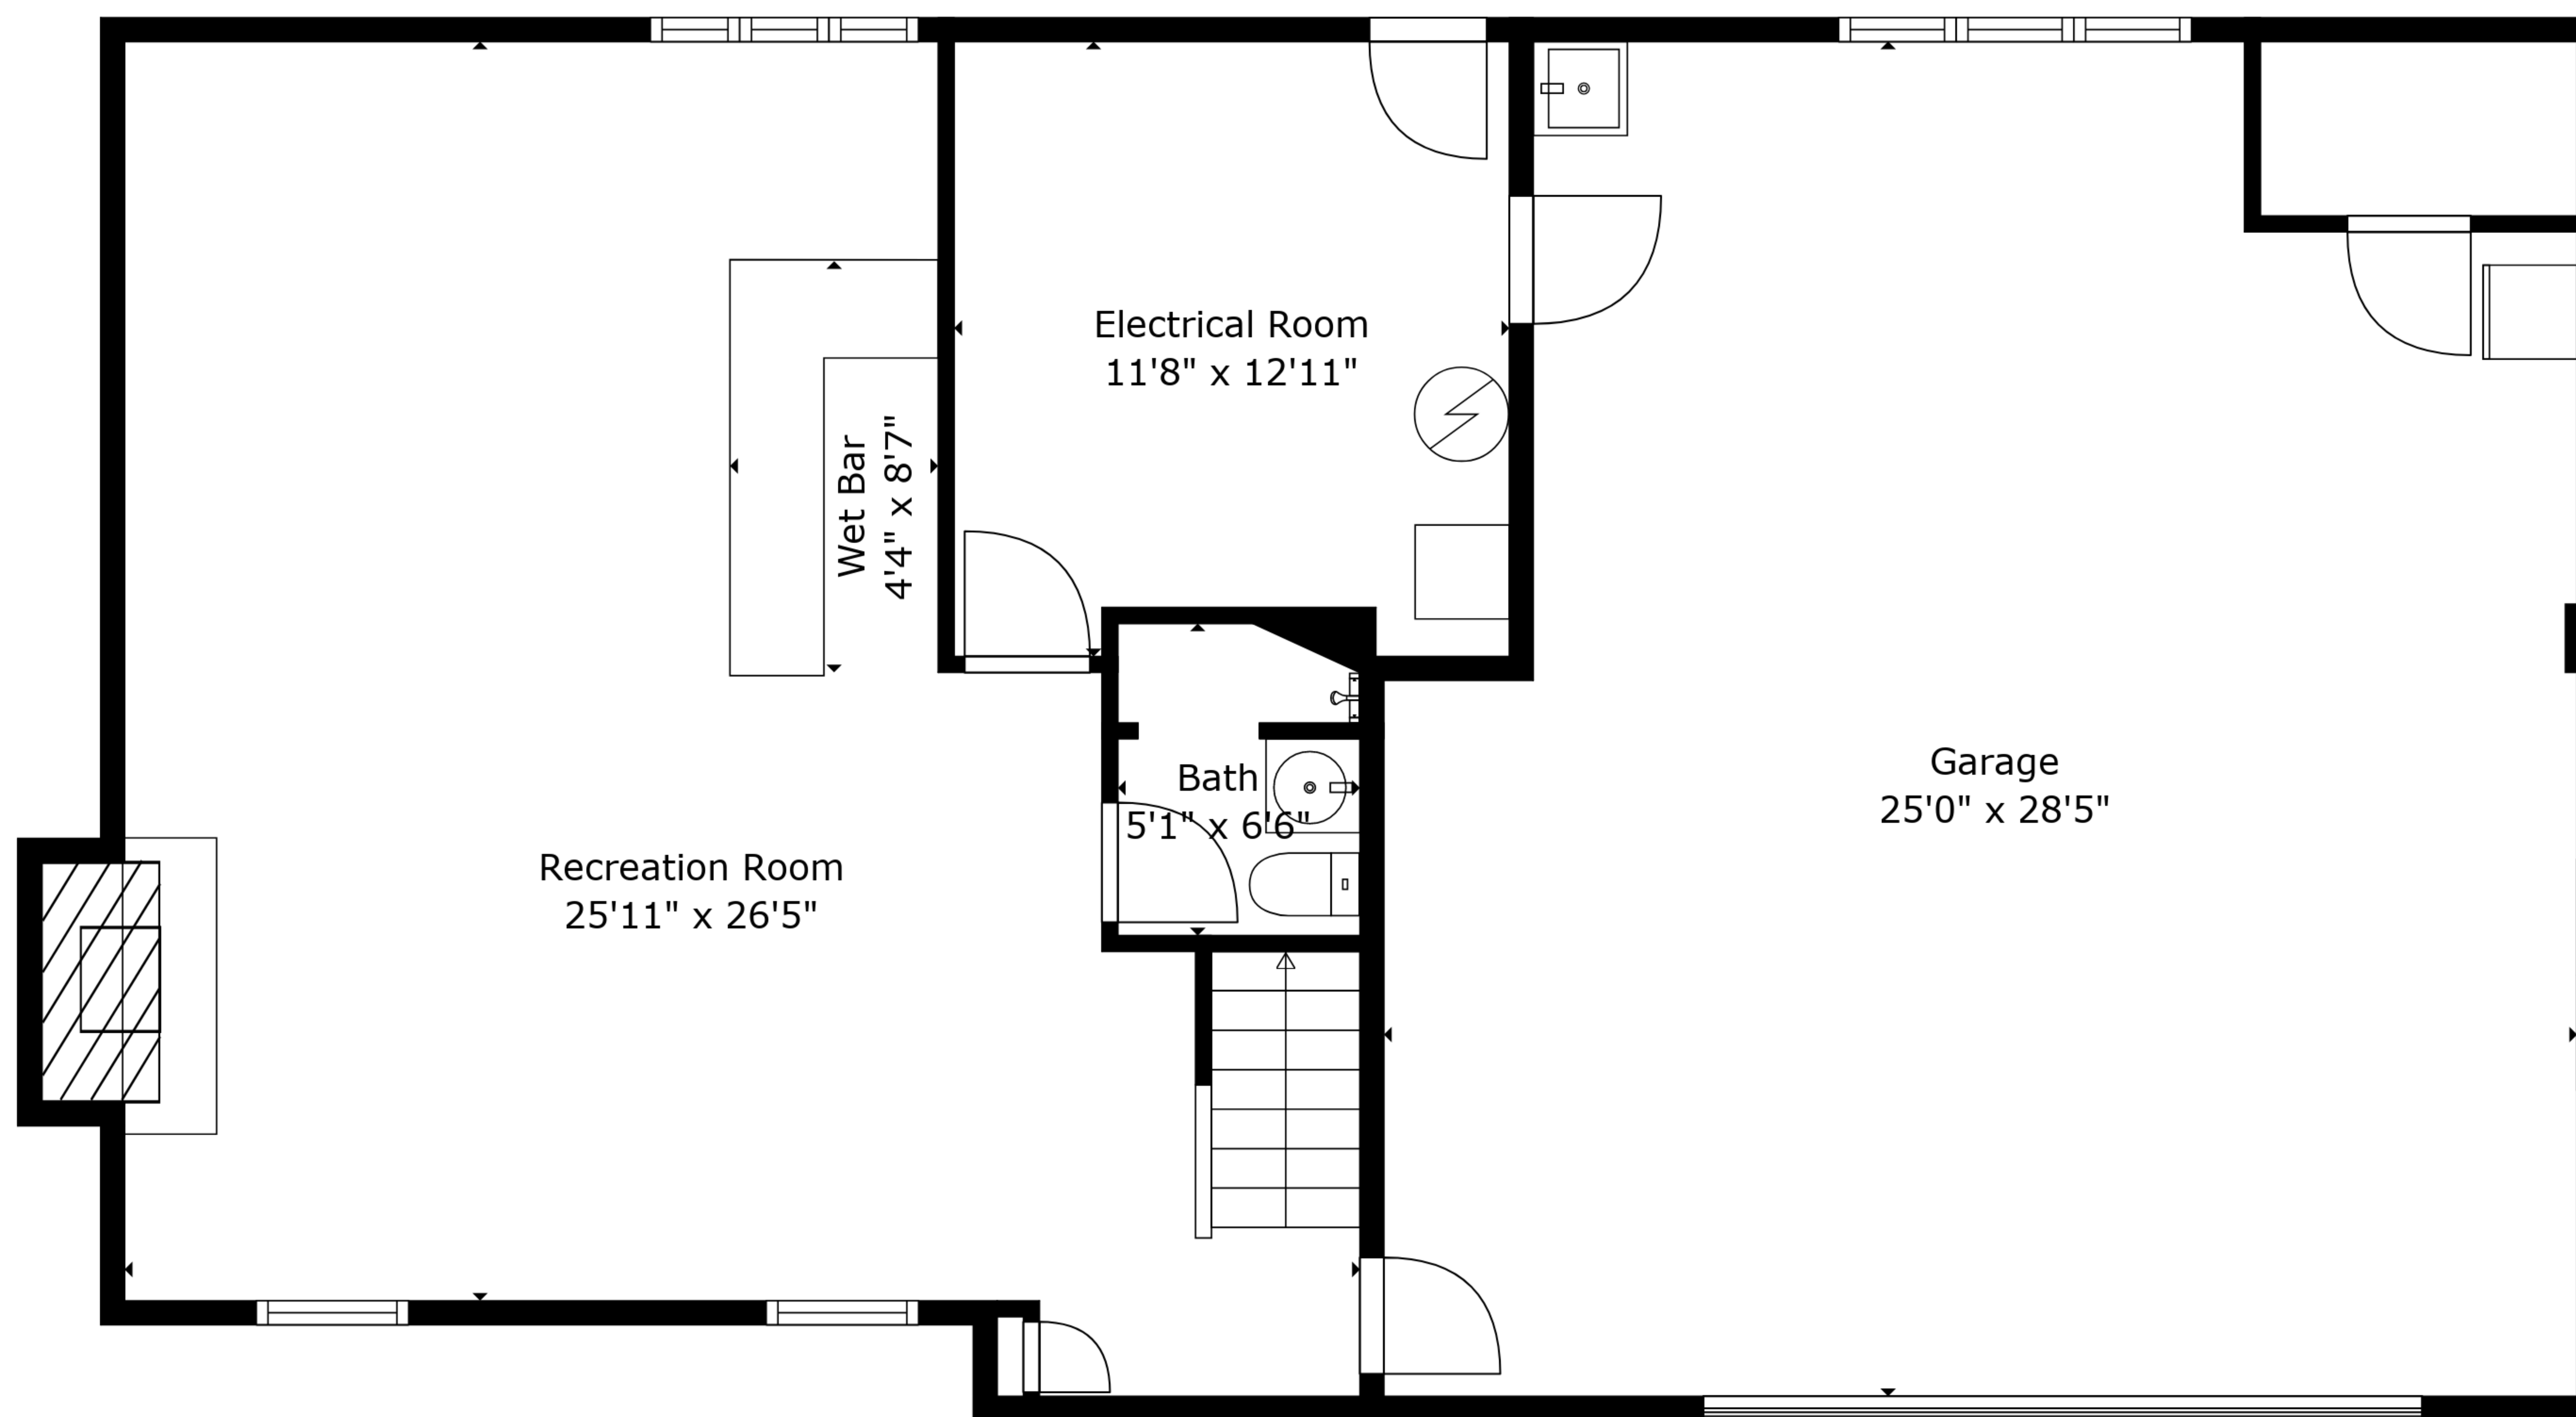 Electrical Room
11'8" x 12'11"
Wet Bar
4'4" x 8'7"
Bath
5'1" x 6'6"
Garage
25'0" x 28'5"
Recreation Room
25'11" x 26'5"